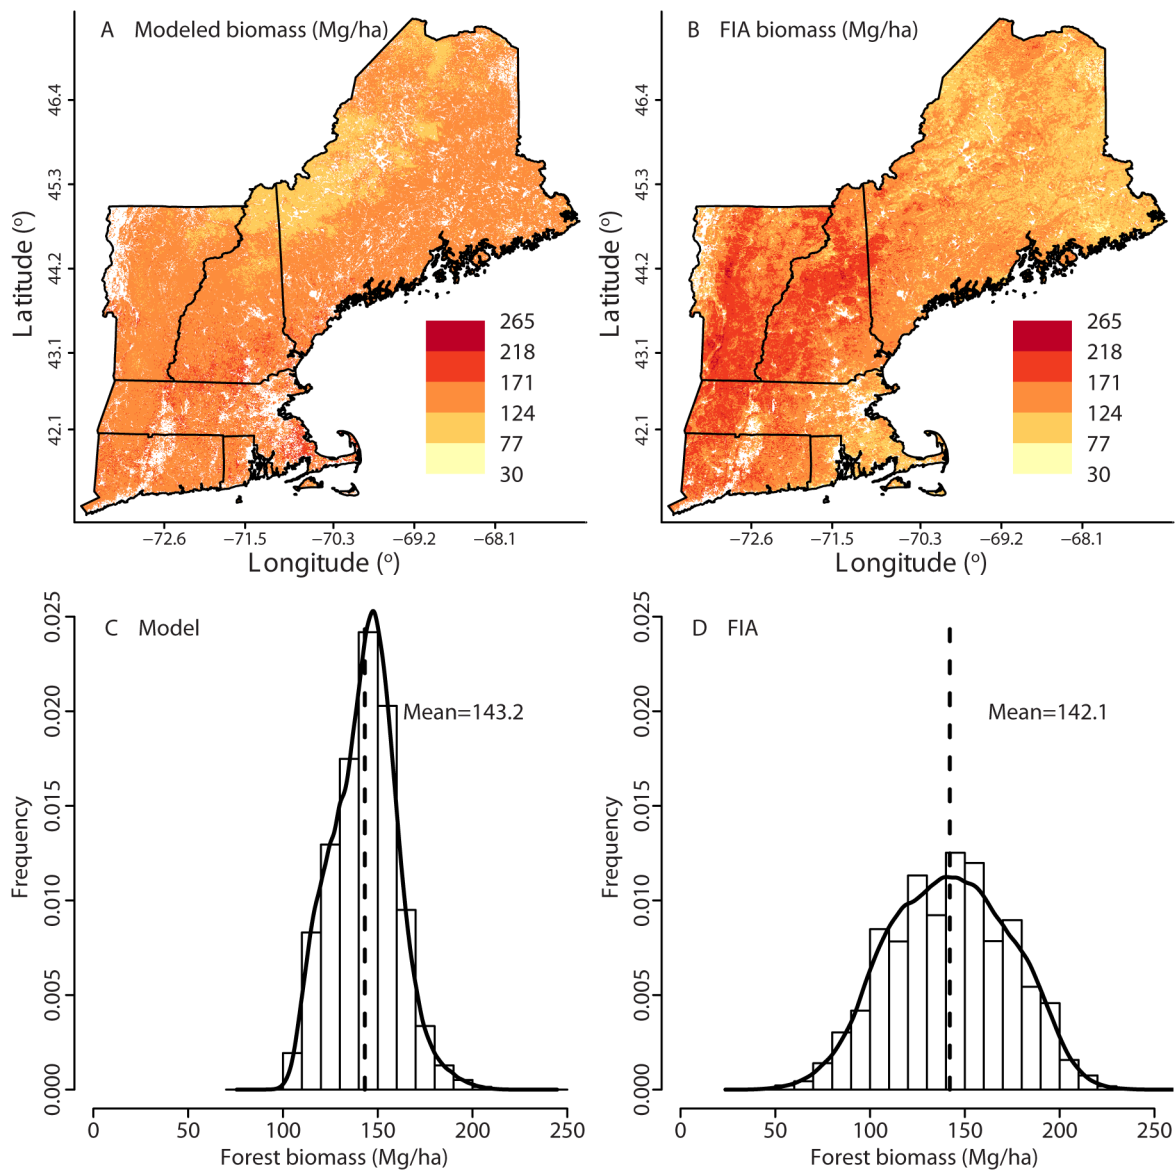 A Modeled biomass (Mg/ha)
46.4
45.3
44.2
43.1
42.1
Latitude (o)
265
218
171
124
77
30
−72.6 −71.5 −70.3 −69.2 −68.1
Longitude (o)
B FIA biomass (Mg/ha)
46.4
45.3
44.2
43.1
42.1
Latitude (o)
265
218
171
124
77
30
−72.6 −71.5 −70.3 −69.2 −68.1
Longitude (o)
C Model
Mean=143.2
0.025
0.020
0.015
0.010
0.005
0.000
Frequency
0 50 100 150 200 250
Forest biomass (Mg/ha)
D FIA
Mean=142.1
0.025
0.020
0.015
0.010
0.005
0.000
Frequency
0 50 100 150 200 250
Forest biomass (Mg/ha)